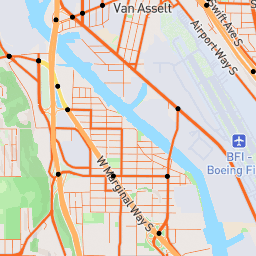 Van Asselt
Swift Ave S
Airport Way S
BFI -
Boeing Fi
W Marginal Way S